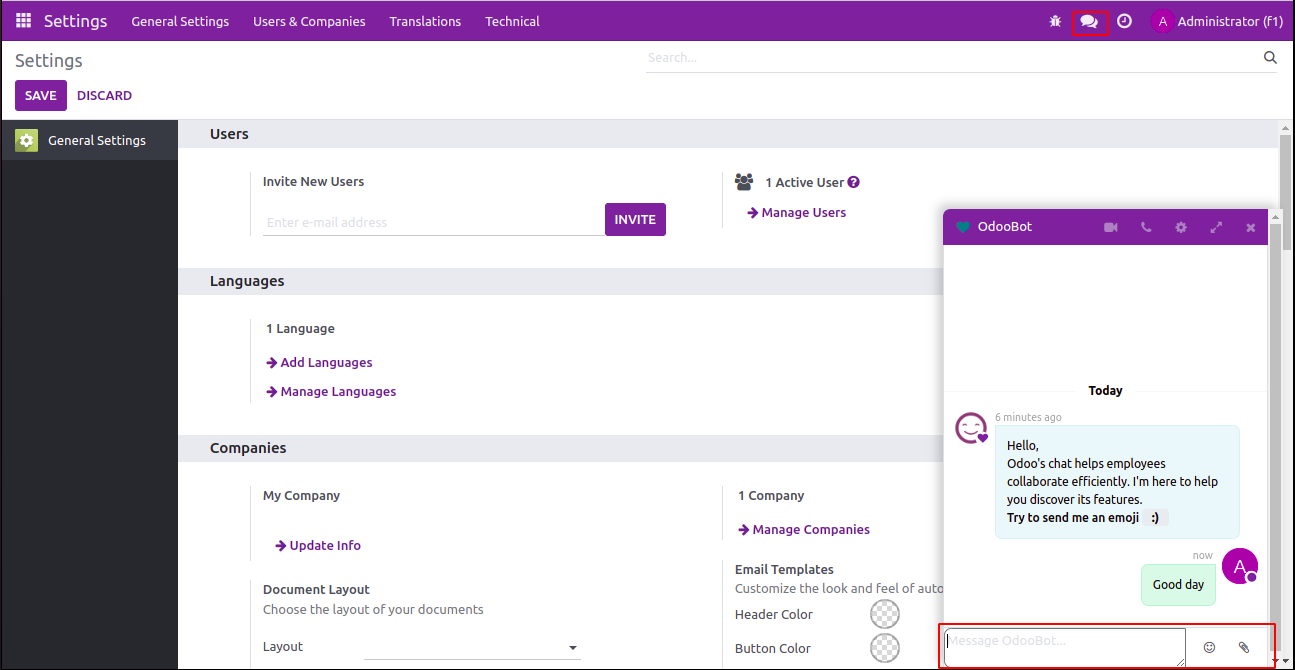 Settings General Settings Users & Companies Translations Technical A Administrator (f1)
Settings
Search...
SAVE DISCARD
General Settings
Users
Invite New Users
Enter e-mail address
INVITE
1 Active User ?
Manage Users
Languages
1 Language
Add Languages
Manage Languages
Companies
My Company
Update Info
1 Company
Manage Companies
Document Layout
Choose the layout of your documents
Layout
Email Templates
Customize the look and feel of auto
Header Color
Button Color
OdooBot
Today
6 minutes ago
Hello,
Odoo's chat helps employees
collaborate efficiently. I'm here to help
you discover its features.
Try to send me an emoji :)
now
A
Good day
Message OdooBot...